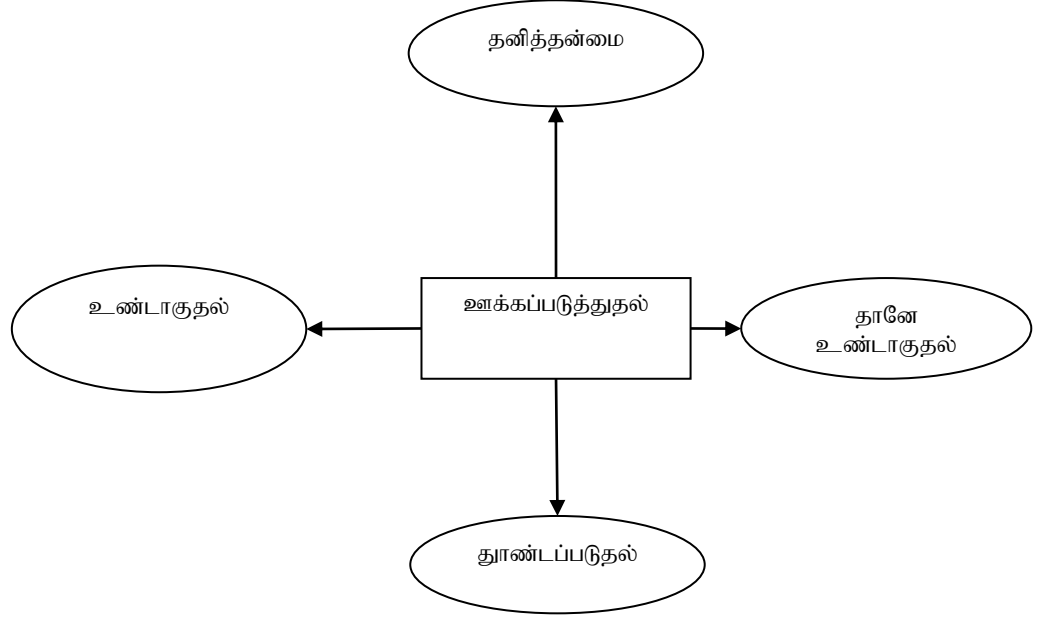 தனித்தன்மை
உண்டாகுதல்
ஊக்கப்படுத்துதல்
தானே
உண்டாகுதல்
துாண்டப்படுதல்